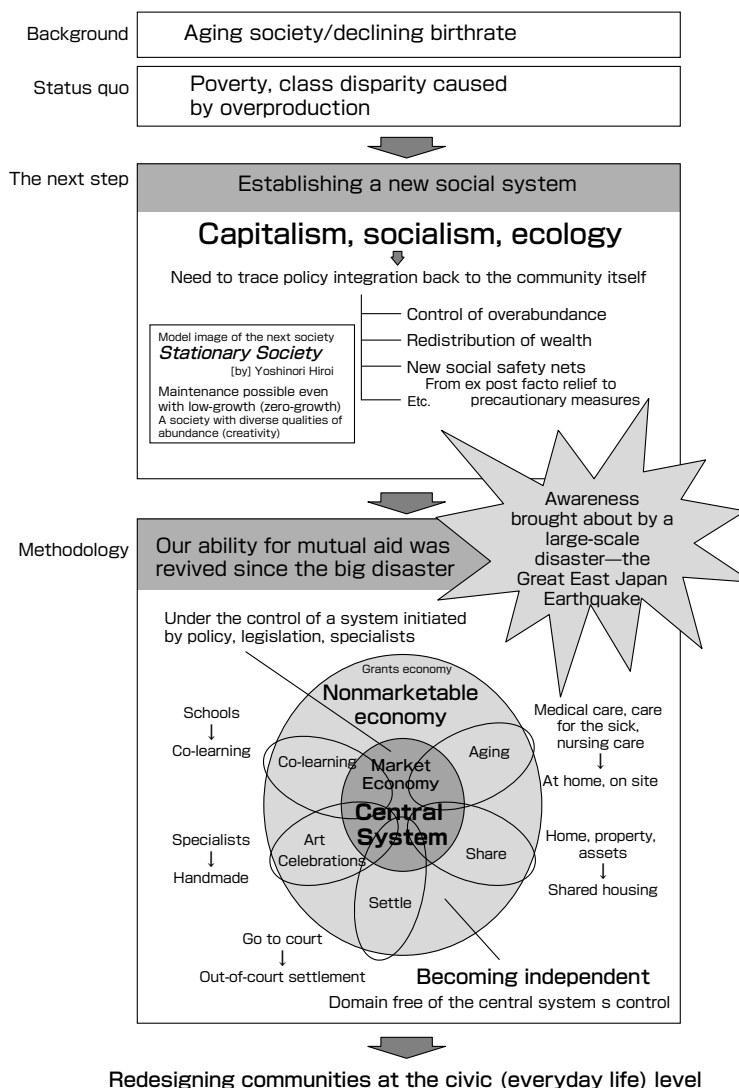 Background
Aging society/declining birthrate
Status quo
Poverty, class disparity caused
by overproduction
The next step
Establishing a new social system
Capitalism, socialism, ecology
Need to trace policy integration back to the community itself
Control of overabundance
Redistribution of wealth
New social safety nets
From ex post facto relief to
Etc. precautionary measures
Model image of the next society
Stationary Society
[by] Yoshinori Hiroi
Maintenance possible even
with low-growth (zero-growth)
A society with diverse qualities of
abundance (creativity)
Awareness
brought about by a
large-scale
disaster—the
Great East Japan
Earthquake
Methodology
Our ability for mutual aid was
revived since the big disaster
Under the control of a system initiated
by policy, legislation, specialists
Grants economy
Nonmarketable
economy
Market
Economy
Central
System
Co-learning
Aging
Art
Celebrations
Share
Settle
Schools
↓
Co-learning
Medical care, care
for the sick,
nursing care
↓
At home, on site
Specialists
↓
Handmade
Home, property,
assets
↓
Shared housing
Go to court
↓
Out-of-court settlement
Becoming independent
Domain free of the central system s control
Redesigning communities at the civic (everyday life) level